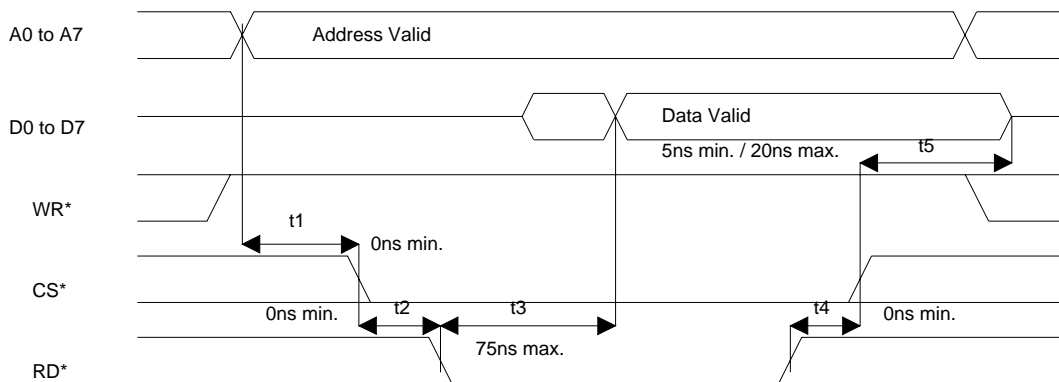 A0 to A7
Address Valid
D0 to D7
Data Valid
5ns min. / 20ns max.
t5
WR*
t1
0ns min.
CS*
0ns min.
t2
t3
t4
0ns min.
75ns max.
RD*